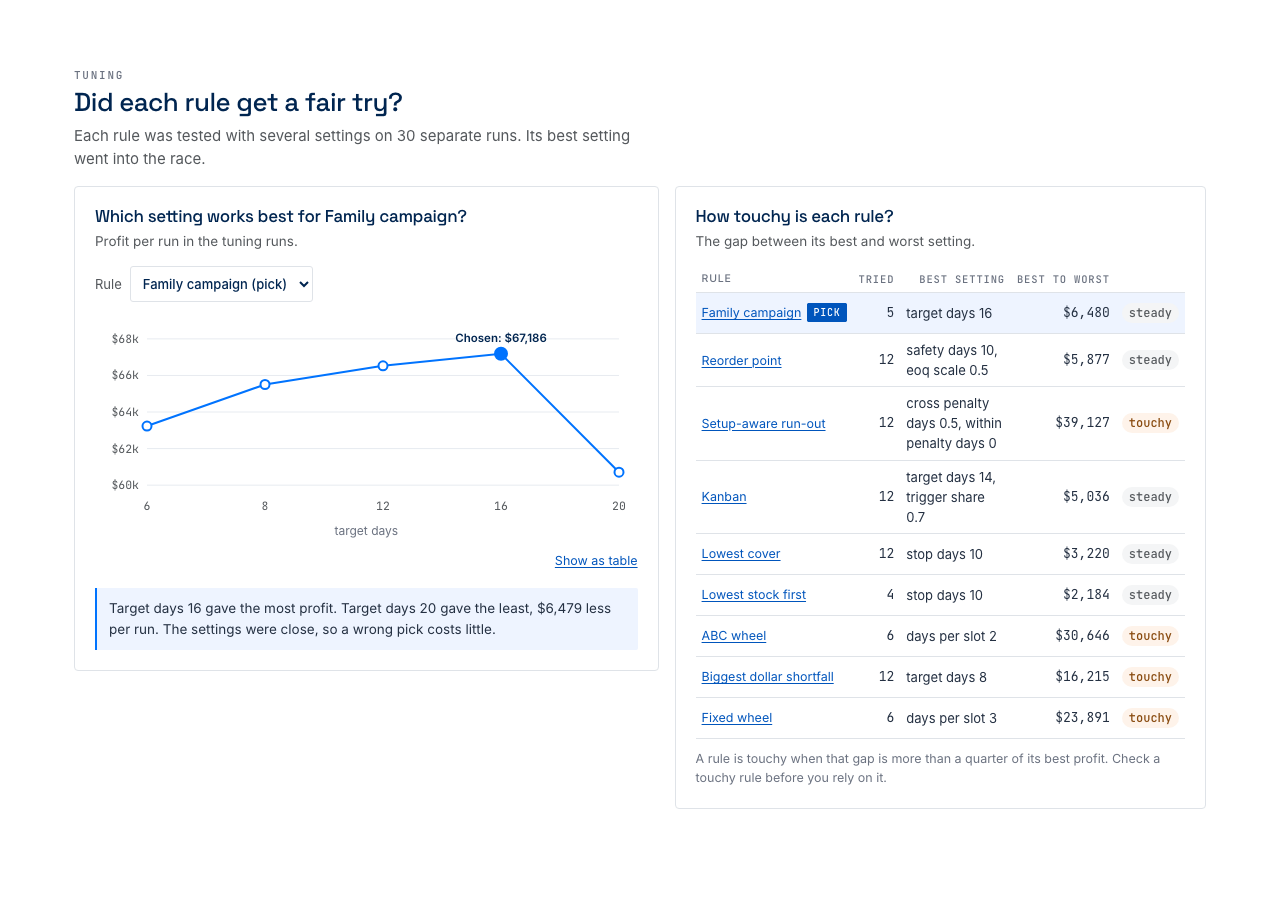 TUNING
Did each rule get a fair try?
Each rule was tested with several settings on 30 separate runs. Its best setting
went into the race.
Which setting works best for Family campaign?
Profit per run in the tuning runs.
Rule Family campaign (pick)
Chosen: $67,186
$68k
$66k
$64k
$62k
$60k
6 8 12 16 20
target days
Show as table
Target days 16 gave the most profit. Target days 20 gave the least, $6,479 less
per run. The settings were close, so a wrong pick costs little.
How touchy is each rule?
The gap between its best and worst setting.
RULE TRIED BEST SETTING BEST TO WORST
Family campaign PICK 5 target days 16 $6,480 steady
Reorder point 12 safety days 10, $5,877 steady
eoq scale 0.5
cross penalty
Setup-aware run-out 12 days 0.5, within $39,127 touchy
penalty days 0
target days 14,
Kanban 12 trigger share $5,036 steady
0.7
Lowest cover 12 stop days 10 $3,220 steady
Lowest stock first 4 stop days 10 $2,184 steady
ABC wheel 6 days per slot 2 $30,646 touchy
Biggest dollar shortfall 12 target days 8 $16,215 touchy
Fixed wheel 6 days per slot 3 $23,891 touchy
A rule is touchy when that gap is more than a quarter of its best profit. Check a
touchy rule before you rely on it.